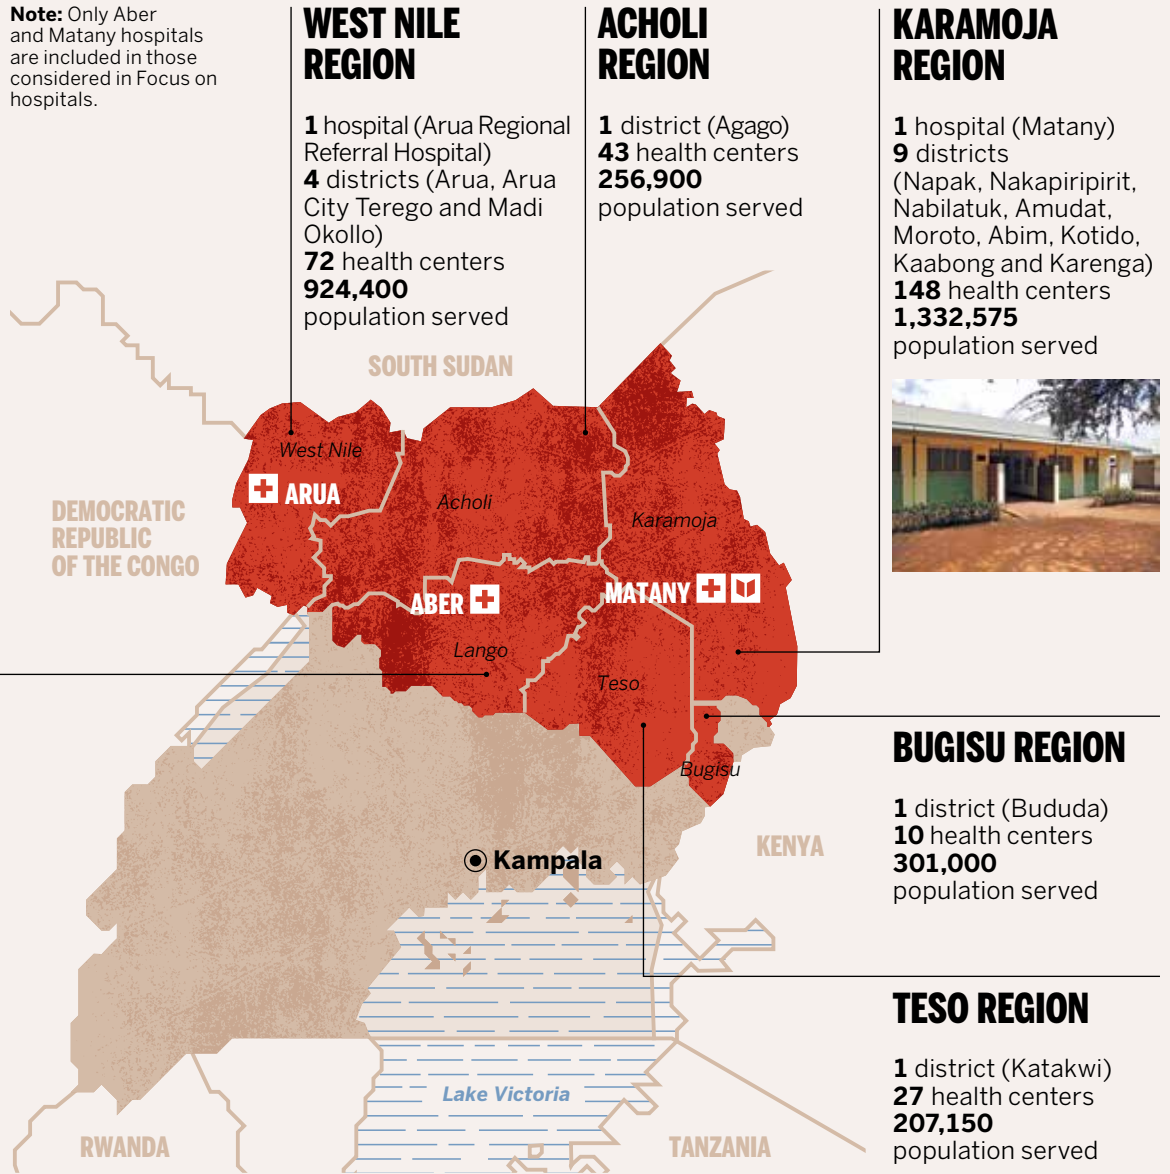 Note: Only Aber
and Matany hospitals
are included in those
considered in Focus on
hospitals.
WEST NILE
REGION
1 hospital (Arua Regional
Referral Hospital)
4 districts (Arua, Arua
City Terego and Madi
Okollo)
72 health centers
924,400
population served
ACHOLI
REGION
1 district (Agago)
43 health centers
256,900
population served
KARAMOJA
REGION
1 hospital (Matany)
9 districts
(Napak, Nakapiripirit,
Nabilatuk, Amudat,
Moroto, Abim, Kotido,
Kaabong and Karenga)
148 health centers
1,332,575
population served
SOUTH SUDAN
West Nile
ARUA
Acholi
Karamoja
DEMOCRATIC
REPUBLIC
OF THE CONGO
ABER
MATANY
Lango
Teso
Bugisu
BUGISU REGION
1 district (Bududa)
10 health centers
301,000
population served
KENYA
Kampala
TESO REGION
1 district (Katakwi)
27 health centers
207,150
population served
Lake Victoria
RWANDA
TANZANIA